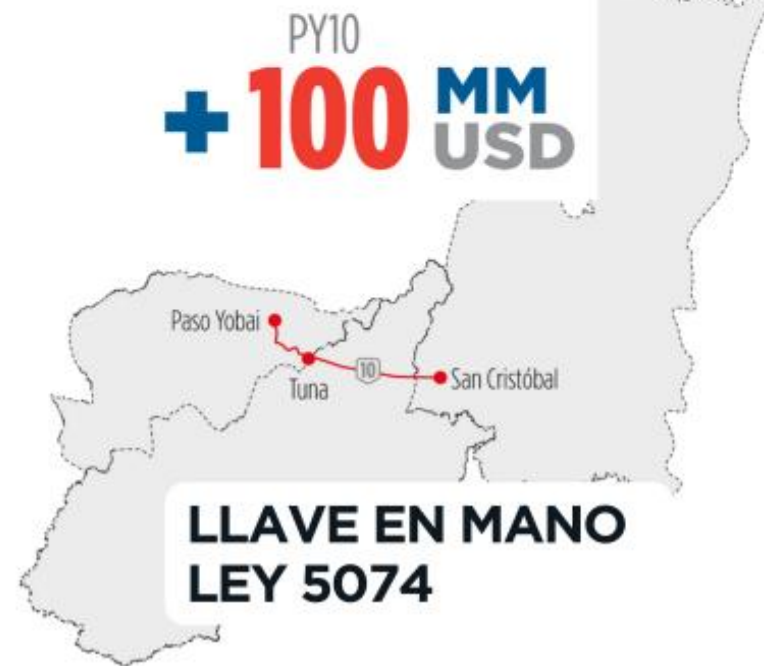 PY10
+ 100 MM
USD
Paso Yobai
Tuna
10
San Cristóbal
LLAVE EN MANO
LEY 5074